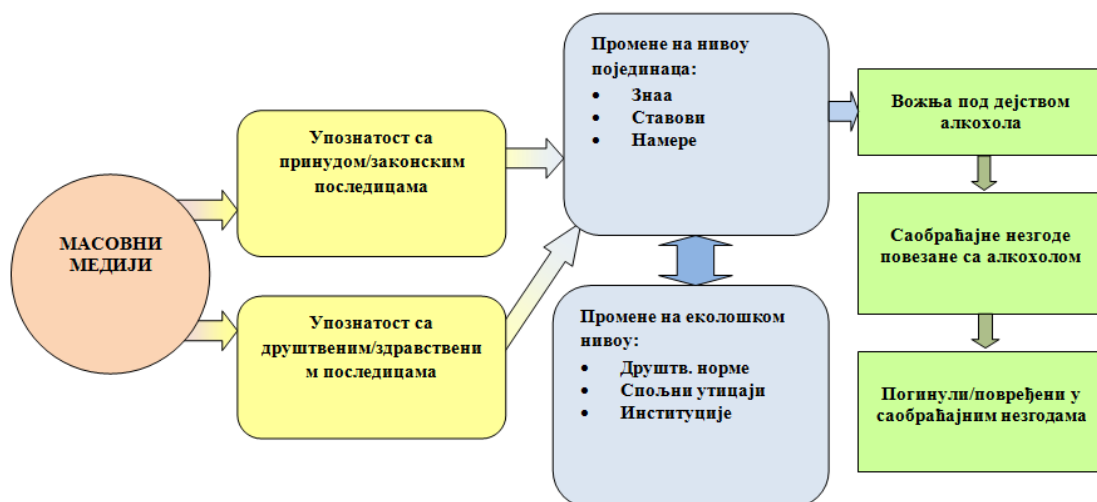 МАСОВНИ
МЕДИЈИ
Упознатост са
принудом/законским
последицама
Упознатост са
друштвеним/здравствени
м последицама
Промене на нивоу
појединаца:
• Знаа
• Ставови
• Намере
Промене на еколошком
нивоу:
• Друштв. норме
• Спољни утицаји
• Институције
Вожња под дејством
алкохола
Саобраћајне незгоде
повезане са алкохолом
Погинули/повређени у
саобраћајним незгодама